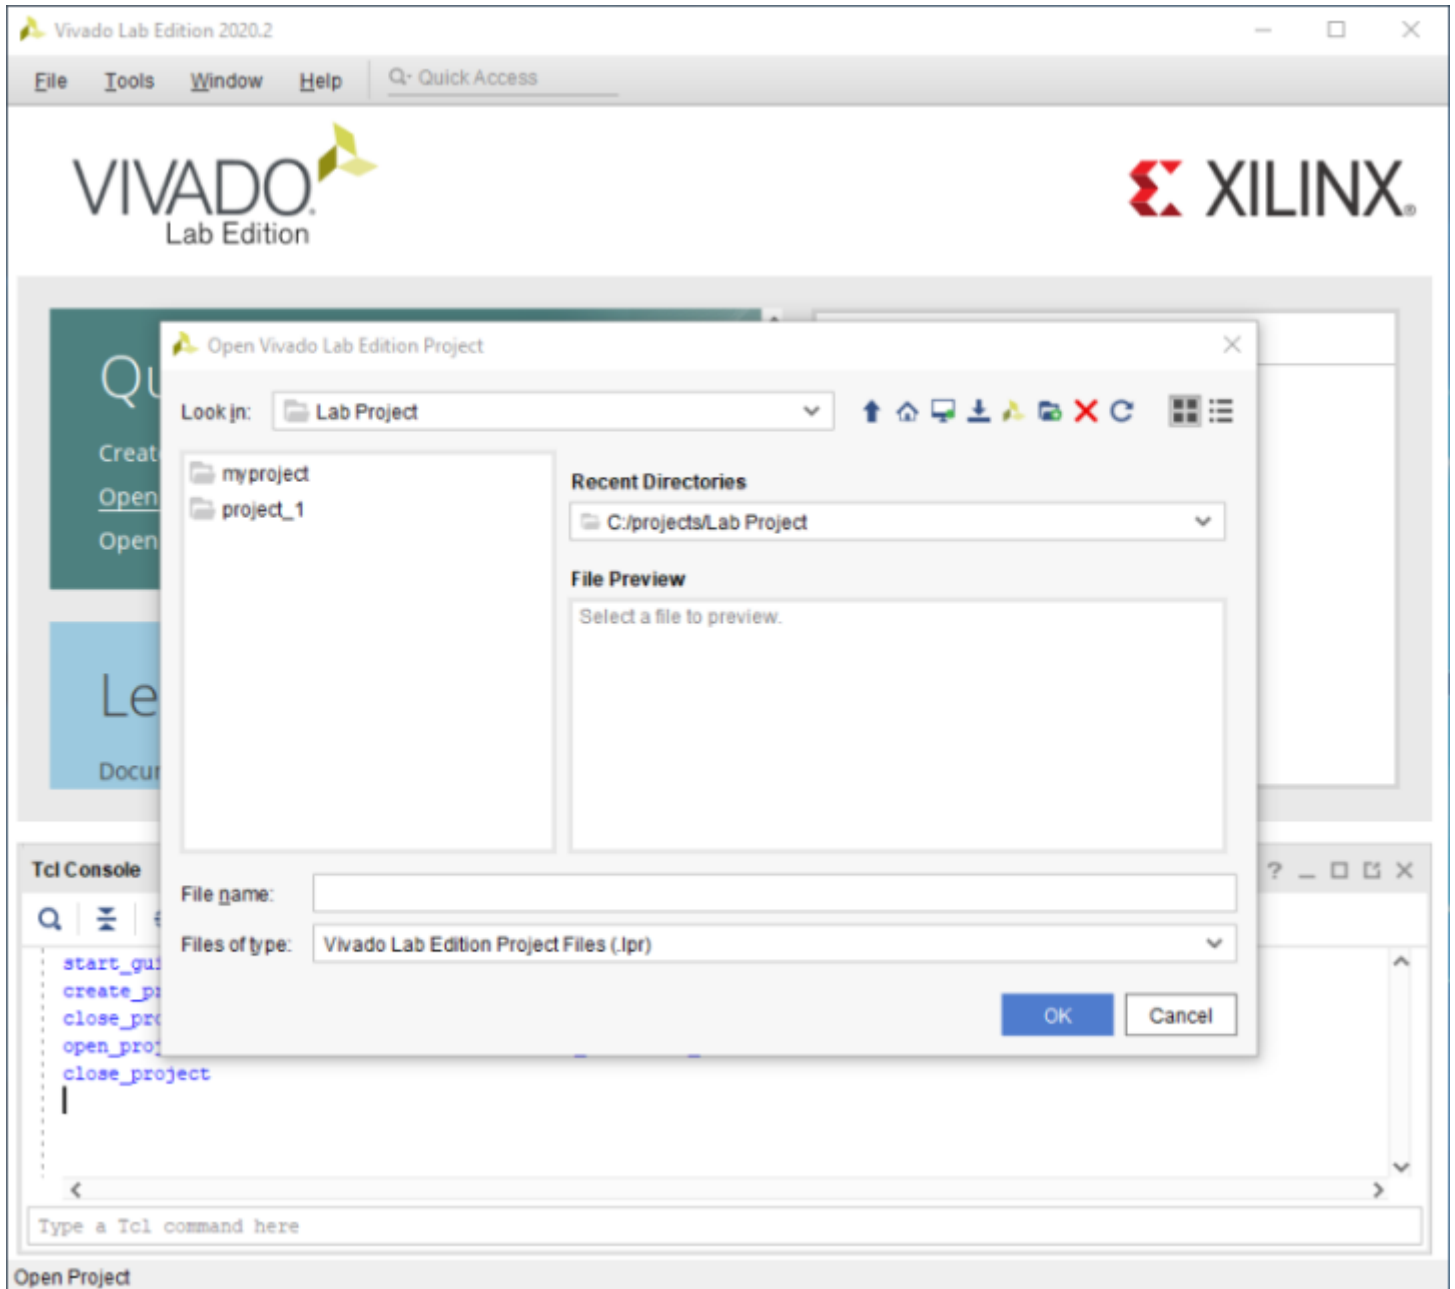 Vivado Lab Edition 2020.2
File Tools Window Help Quick Access
VIVADO.
Lab Edition
XILINX
Open Vivado Lab Edition Project
Look in: Lab Project
myproject
project_1
Recent Directories
C:/projects/Lab Project
File Preview
Select a file to preview.
File name:
Files of type: Vivado Lab Edition Project Files (.lpr)
OK Cancel
Open
Open
Tcl Console
start_gui
close_project
Type a Tcl command here
Open Project